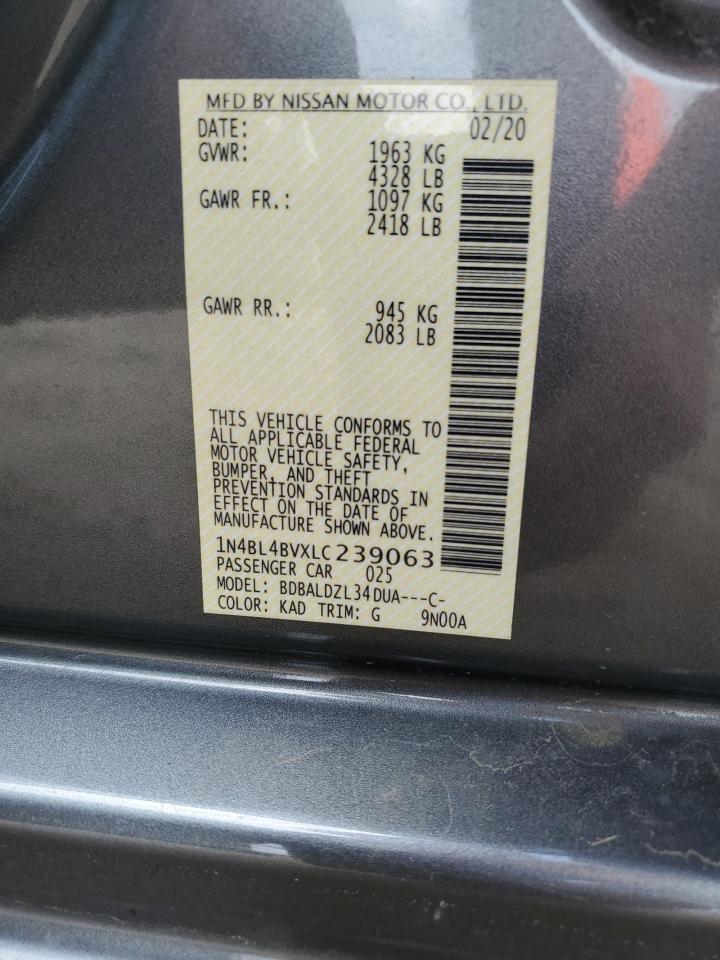 MFD BY NISSAN MOTOR CO., LTD.
DATE: 02/20
GVWR: 1963 KG
4328 LB
GAWR FR.: 1097 KG
2418 LB
GAWR RR.: 945 KG
2083 LB
THIS VEHICLE CONFORMS TO
ALL APPLICABLE FEDERAL
MOTOR VEHICLE SAFETY,
BUMPER, AND THEFT
PREVENTION STANDARDS IN
EFFECT ON THE DATE OF
MANUFACTURE SHOWN ABOVE.
1N4BL4BVXLC239063
PASSENGER CAR 025
MODEL: BDBALDZL34DUA---C-
COLOR: KAD TRIM: G 9N00A